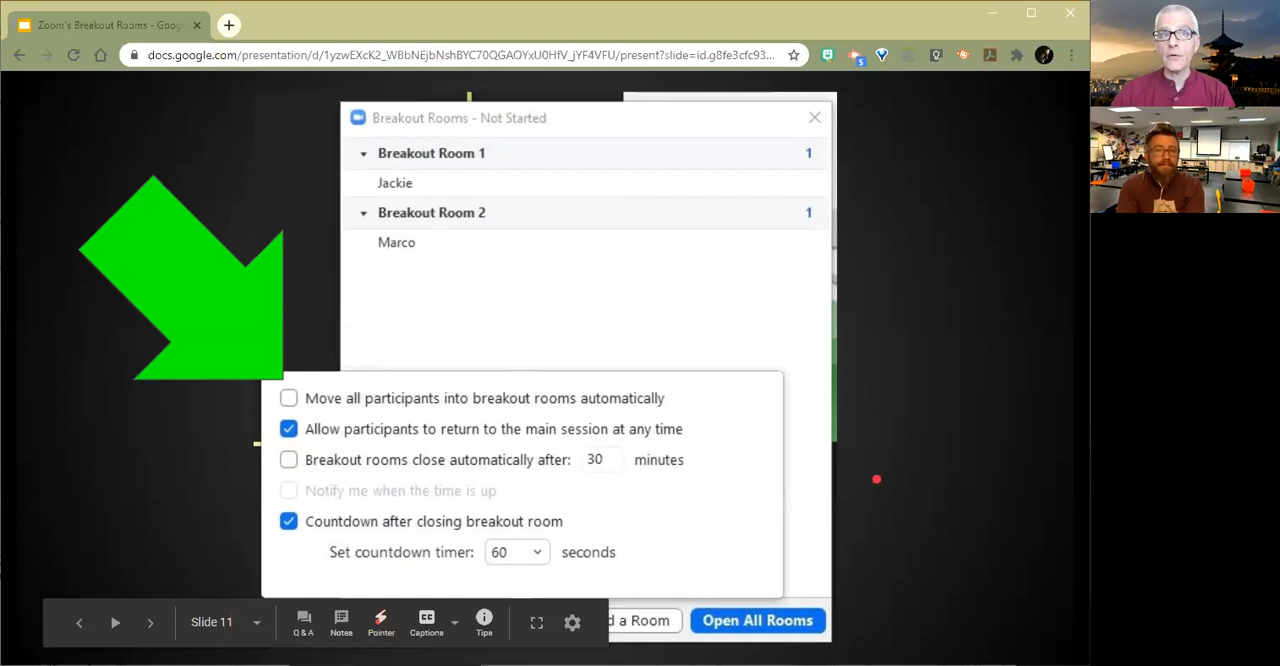 Zoom's Breakout Rooms - Goog
docs.google.com/presentation/d/1yzwEXcK2_WBbNEjbNshBYC70QGAOYxU0HfV_jYF4VFU/present?slide=id.g8fe3cfc93...
5
Breakout Rooms - Not Started
Breakout Room 1 1
Jackie
Breakout Room 2 1
Marco
Move all participants into breakout rooms automatically
Allow participants to return to the main session at any time
Breakout rooms close automatically after: 30 minutes
Notify me when the time is up
Countdown after closing breakout room
Set countdown timer: 60 seconds
d a Room
Open All Rooms
Slide 11
Q & A
Notes
Pointer
CC
Captions
Tips